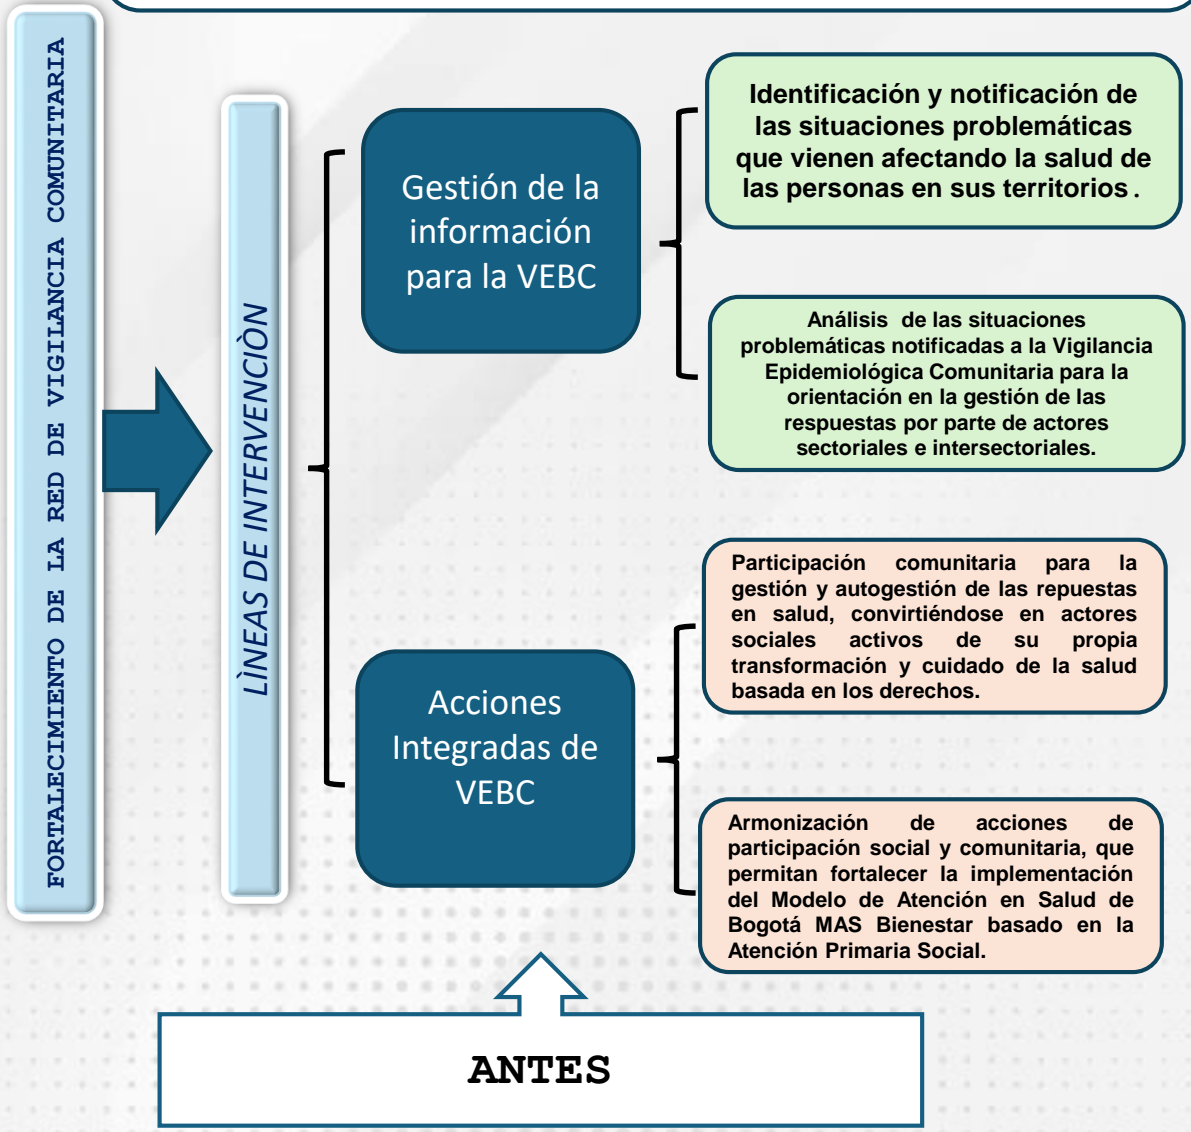 FORTALECIMIENTO DE LA RED DE VIGILANCIA COMUNITARIA
LÌNEAS DE INTERVENCIÒN
Gestión de la
información
para la VEBC
Identificación y notificación de
las situaciones problemáticas
que vienen afectando la salud de
las personas en sus territorios.
Análisis de las situaciones
problemáticas notificadas a la Vigilancia
Epidemiológica Comunitaria para la
orientación en la gestión de las
respuestas por parte de actores
sectoriales e intersectoriales.
Acciones
Integradas de
VEBC
Participación comunitaria para la
gestión y autogestión de las repuestas
en salud, convirtiéndose en actores
sociales activos de su propia
transformación y cuidado de la salud
basada en los derechos.
Armonización de acciones de
participación social y comunitaria, que
permitan fortalecer la implementación
del Modelo de Atención en Salud de
Bogotá MAS Bienestar basado en la
Atención Primaria Social.
ANTES